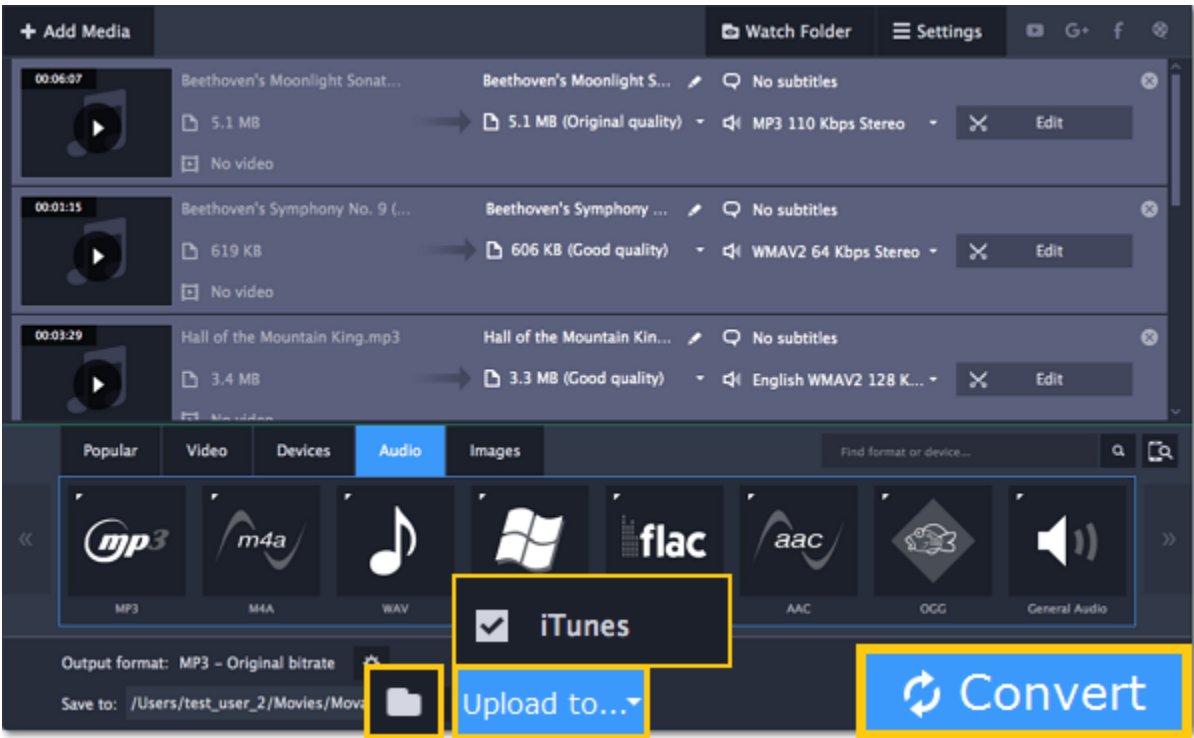 Add Media
Watch Folder
Settings
G+
f
00:06:07
Beethoven's Moonlight Sonat...
Beethoven's Moonlight S...
No subtitles
5.1 MB
5.1 MB (Original quality)
MP3 110 Kbps Stereo
Edit
No video
00:01:15
Beethoven's Symphony No. 9 (...
Beethoven's Symphony ...
No subtitles
619 KB
606 KB (Good quality)
WMAV2 64 Kbps Stereo
Edit
No video
00:03:29
Hall of the Mountain King.mp3
Hall of the Mountain Kin...
No subtitles
3.4 MB
3.3 MB (Good quality)
English WMAV2 128 K...
Edit
No video
Popular
Video
Devices
Audio
Images
Find format or device...
mp3
m4a
flac
aac
MP3
M4A
WAV
AAC
OGG
General Audio
iTunes
Output format: MP3 – Original bitrate
Save to: /Users/test_user_2/Movies/Mova
Upload to...
Convert